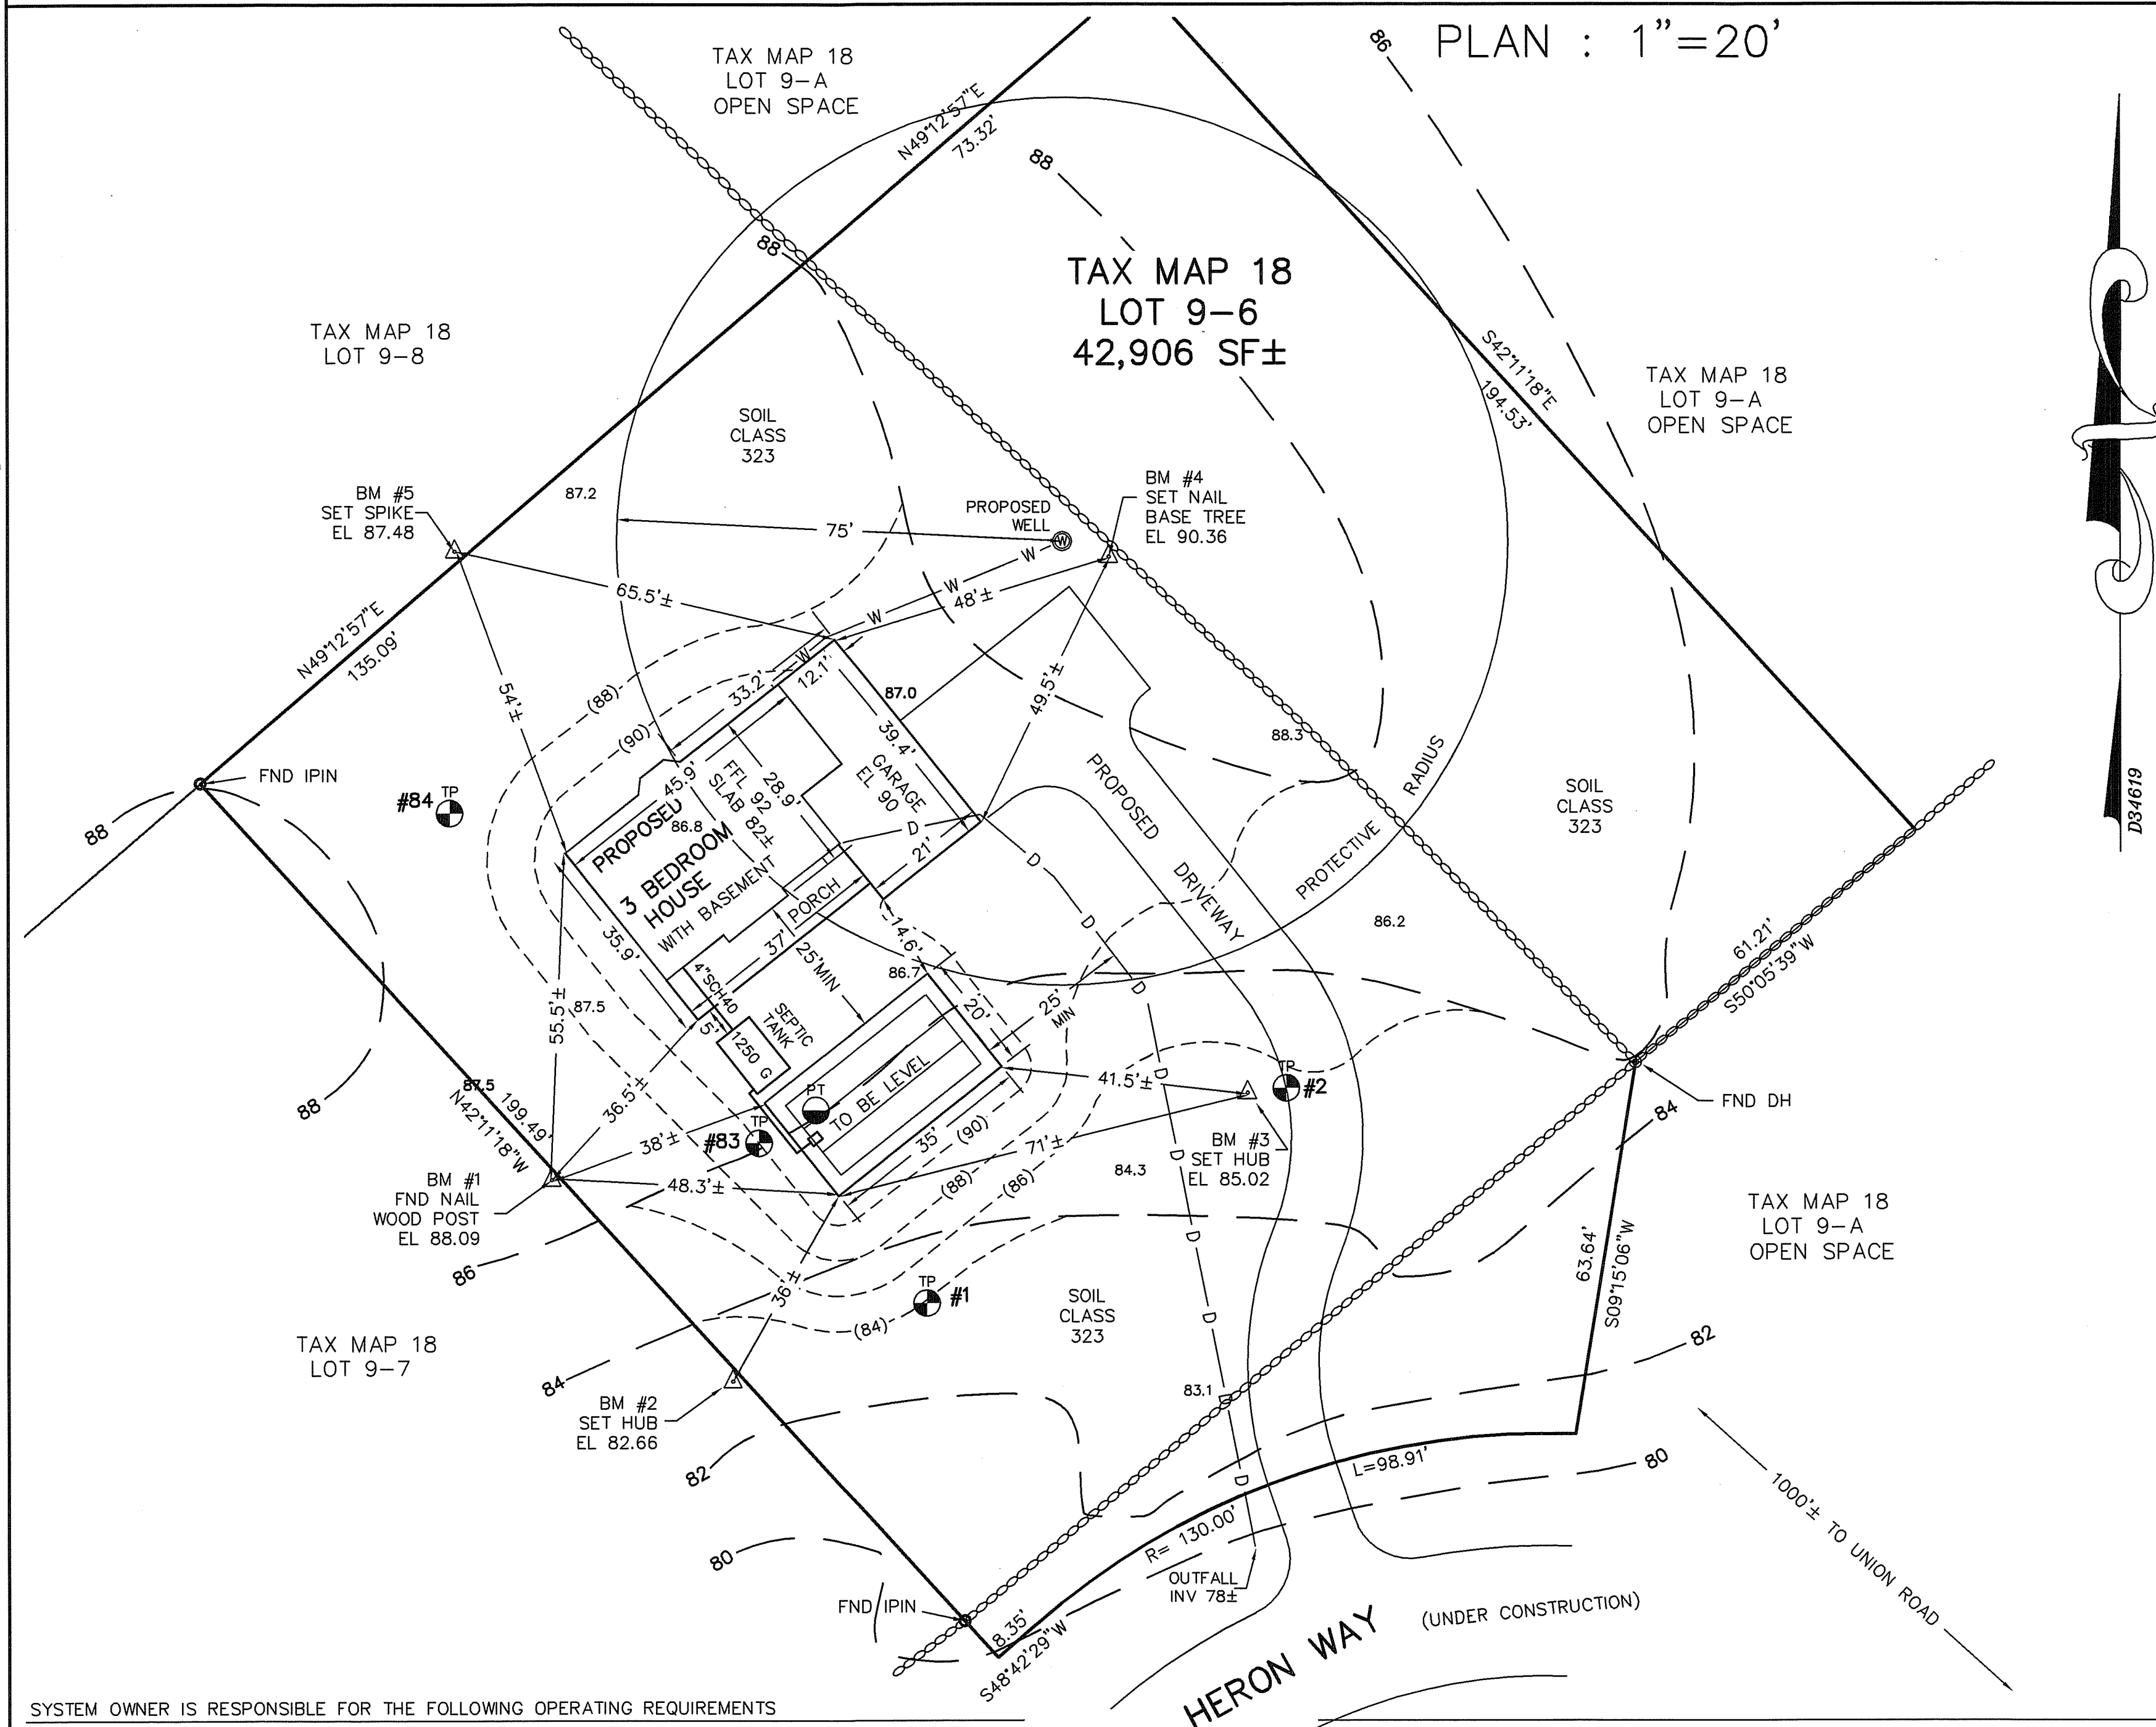 PLAN : 1"=20'
TAX MAP 18
LOT 9-A
OPEN SPACE
86
N49°12'57"E
73.32'
88
88
TAX MAP 18
LOT 9-6
42,906 SF±
TAX MAP 18
LOT 9-8
S42°11'18"E
194.53'
TAX MAP 18
LOT 9-A
OPEN SPACE
SOIL
CLASS
323
87.2
BM #5
SET SPIKE
EL 87.48
75'
PROPOSED
WELL
W
BM #4
SET NAIL
BASE TREE
EL 90.36
65.5'±
W
W
W
W
48'±
N49°12'57"E
135.09'
54'±
(88)
(90)
33.2'
12.1'
87.0
49.5'±
39.4'
GARAGE
EL 90
88.3
FND IPIN
#84
TP
88
45.9'
FFL 92
SLAB 82±
28.9'
86.8
PROPOSED
3 BEDROOM
HOUSE
WITH BASEMENT
PORCH
D
21'
37'
35.9'
PROPOSED
DRIVEWAY
PROTECTIVE
RADIUS
SOIL
CLASS
323
D34619
86.2
D
D
D
D
D
D
D
D
14.6'
25'MIN
86.7
20'
25'
MIN
4"SCH40
5'
SEPTIC
TANK
1250 G
87.5
55.5'±
61.21'
S50°05'39"W
88
87.5
199.49'
N42°11'18"W
36.5'±
38'±
#83
TP
PT
TO BE LEVEL
35'
(90)
41.5'±
TP
#2
71'±
FND DH
84
BM #3
SET HUB
EL 85.02
84.3
BM #1
FND NAIL
WOOD POST
EL 88.09
48.3'±
(88)
(86)
86
36'±
TP
#1
(84)
SOIL
CLASS
323
63.64'
S09°15'06"W
TAX MAP 18
LOT 9-A
OPEN SPACE
82
TAX MAP 18
LOT 9-7
84
BM #2
SET HUB
EL 82.66
83.1
82
L=98.91'
80
R= 130.00'
1000'± TO UNION ROAD
80
OUTFALL
INV 78±
FND IPIN
8.35'
S48°42'29"W
HERON WAY
(UNDER CONSTRUCTION)
SYSTEM OWNER IS RESPONSIBLE FOR THE FOLLOWING OPERATING REQUIREMENTS